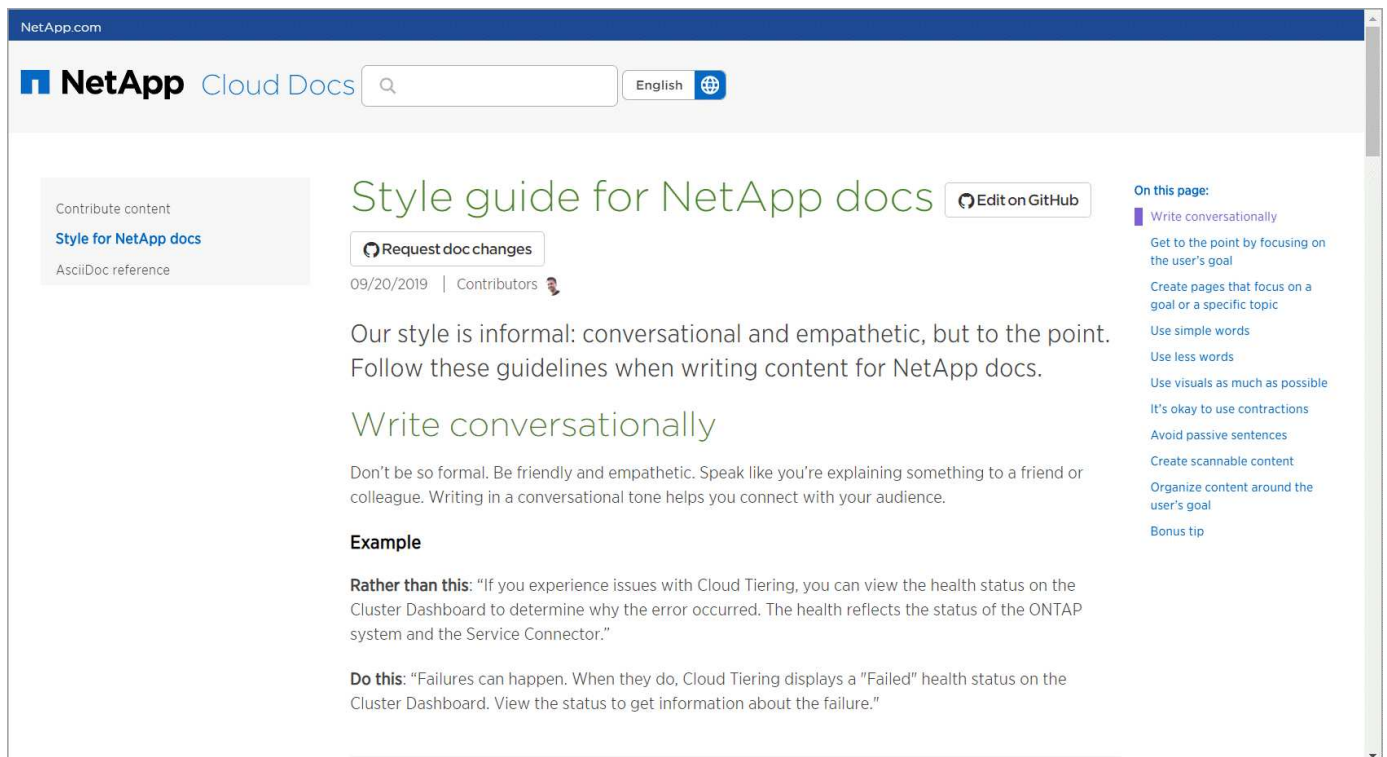 NetApp.com
NetApp Cloud Docs
English
Contribute content
Style for NetApp docs
AsciiDoc reference
Style guide for NetApp docs
Edit on GitHub
Request doc changes
09/20/2019 | Contributors
Our style is informal: conversational and empathetic, but to the point.
Follow these guidelines when writing content for NetApp docs.
Write conversationally
Don't be so formal. Be friendly and empathetic. Speak like you're explaining something to a friend or
colleague. Writing in a conversational tone helps you connect with your audience.
Example
Rather than this: “If you experience issues with Cloud Tiering, you can view the health status on the
Cluster Dashboard to determine why the error occurred. The health reflects the status of the ONTAP
system and the Service Connector.”
Do this: “Failures can happen. When they do, Cloud Tiering displays a "Failed" health status on the
Cluster Dashboard. View the status to get information about the failure."
On this page:
Write conversationally
Get to the point by focusing on
the user's goal
Create pages that focus on a
goal or a specific topic
Use simple words
Use less words
Use visuals as much as possible
It's okay to use contractions
Avoid passive sentences
Create scannable content
Organize content around the
user's goal
Bonus tip